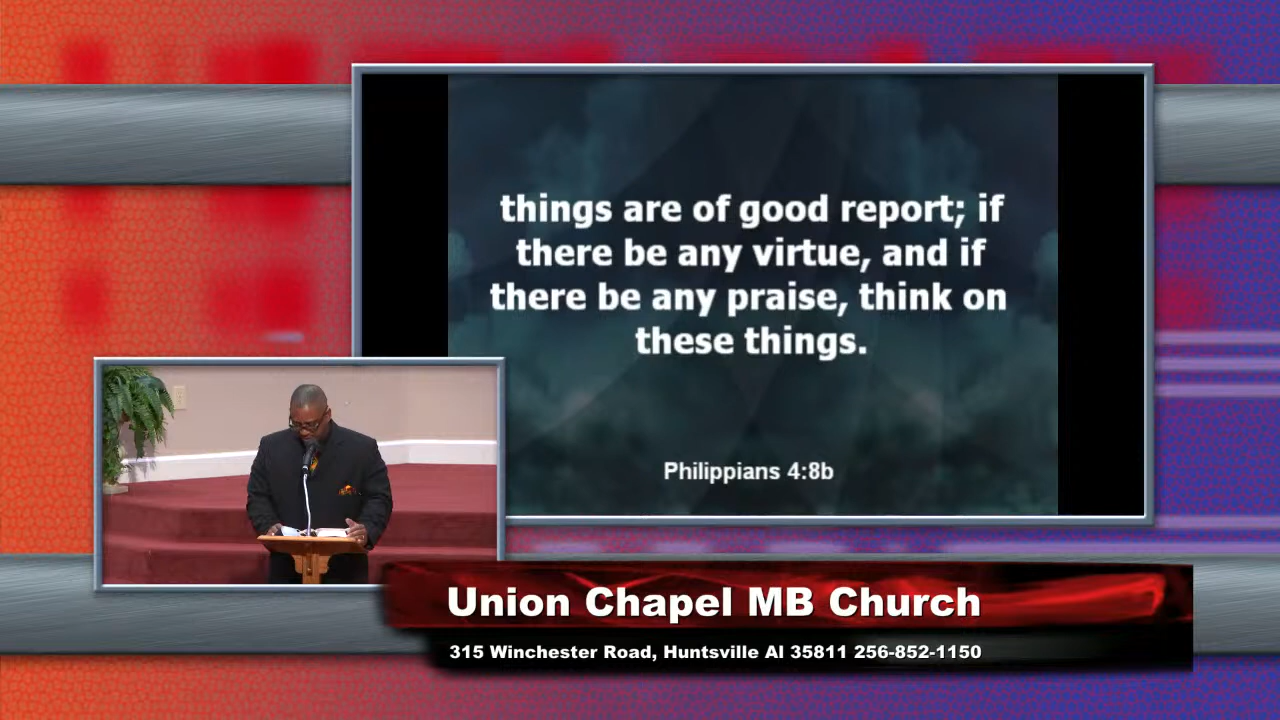 things are of good report; if
there be any virtue, and if
there be any praise, think on
these things.
Philippians 4:8b
Union Chapel MB Church
315 Winchester Road, Huntsville Al 35811 256-852-1150